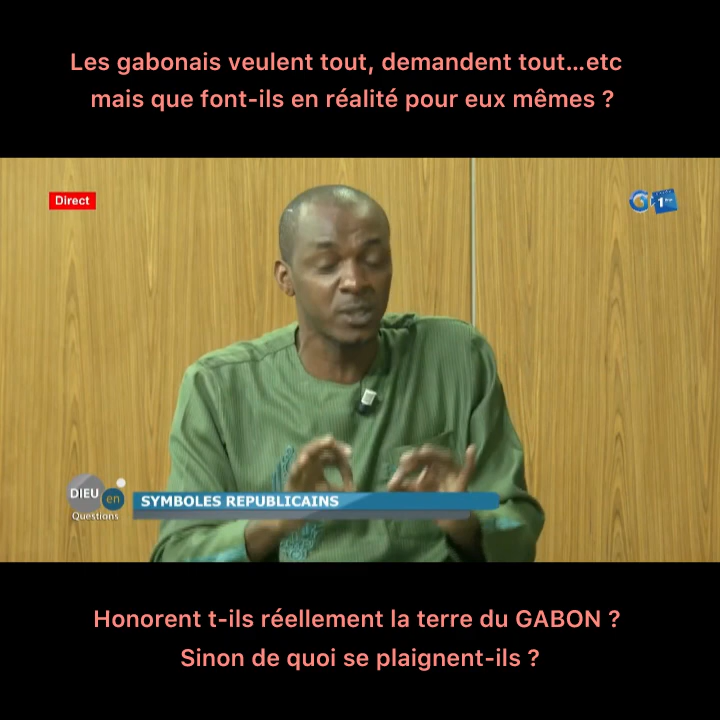 Les gabonais veulent tout, demandent tout...etc
mais que font-ils en réalité pour eux mêmes ?
Direct
G 1ère
DIEU en
Questions
SYMBOLES REPUBLICAINS
Honorent t-ils réellement la terre du GABON ?
Sinon de quoi se plaignent-ils ?